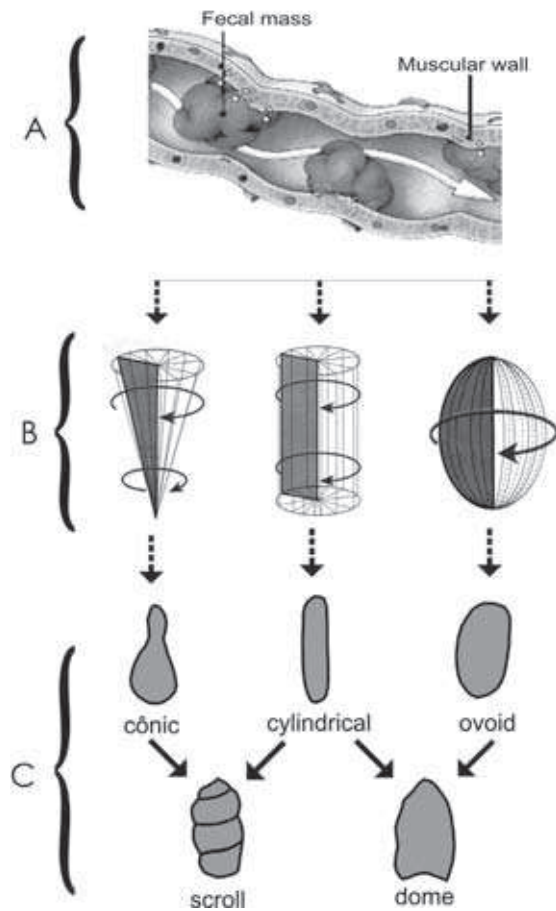 Fecal mass
Muscular wall
A
B
cônic
cylindrical
ovoid
C
scroll
dome